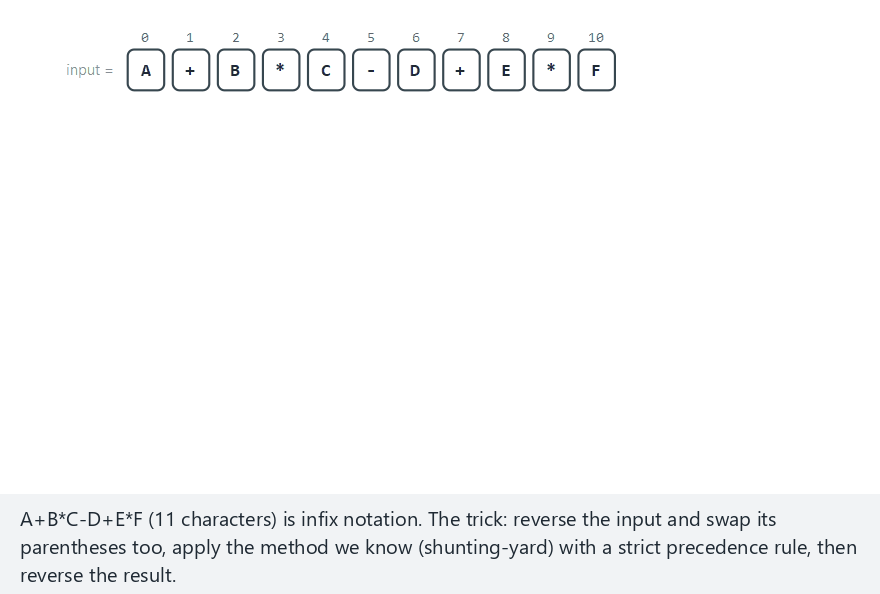 0 1 2 3 4 5 6 7 8 9 10
input = A + B * C - D + E * F
A+B*C-D+E*F (11 characters) is infix notation. The trick: reverse the input and swap its
parentheses too, apply the method we know (shunting-yard) with a strict precedence rule, then
reverse the result.